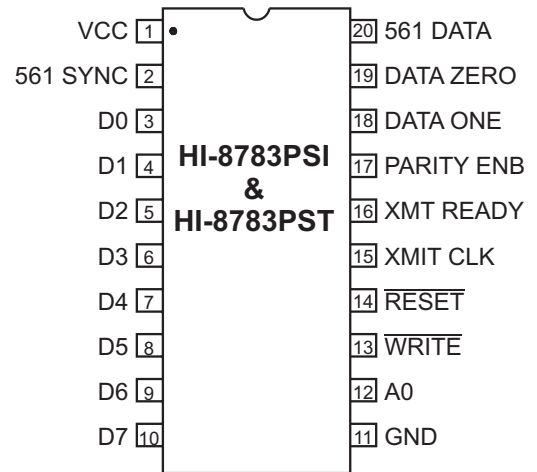 VCC 1
561 SYNC 2
D0 3
D1 4
D2 5
D3 6
D4 7
D5 8
D6 9
D7 10
HI-8783PSI
&
HI-8783PST
20 561 DATA
19 DATA ZERO
18 DATA ONE
17 PARITY ENB
16 XMT READY
15 XMIT CLK
14 RESET
13 WRITE
12 A0
11 GND